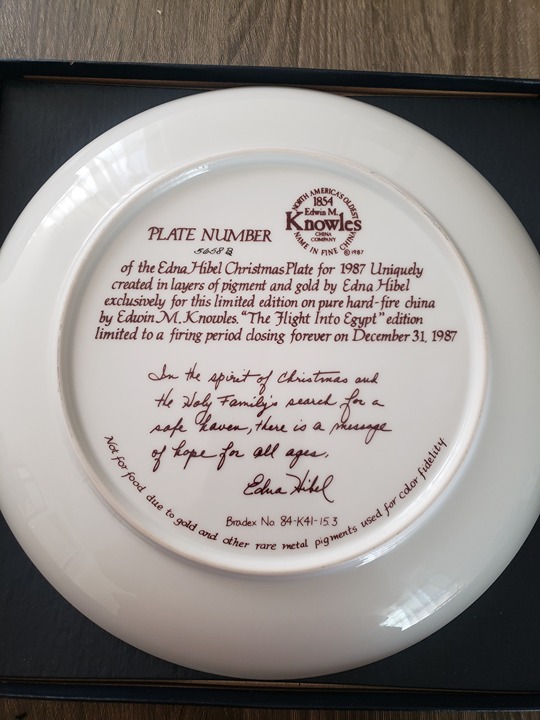 NORTH AMERICA'S OLDEST
1854
Edwin M.
Knowles
CHINA
COMPANY
NAME IN FINE CHINA
© 1987
PLATE NUMBER
5658 B
of the Edna Hibel Christmas Plate for 1987 Uniquely
created in layers of pigment and gold by Edna Hibel
exclusively for this limited edition on pure hard-fire china
by Edwin M. Knowles. "The Flight Into Egypt" edition
limited to a firing period closing forever on December 31, 1987
In the spirit of Christmas and
the Holy Family's search for a
safe haven, there is a message
of hope for all ages.
Edna Hibel
Bradex No. 84-K41-15.3
Not for food due to gold and other rare metal pigments used for color fidelity